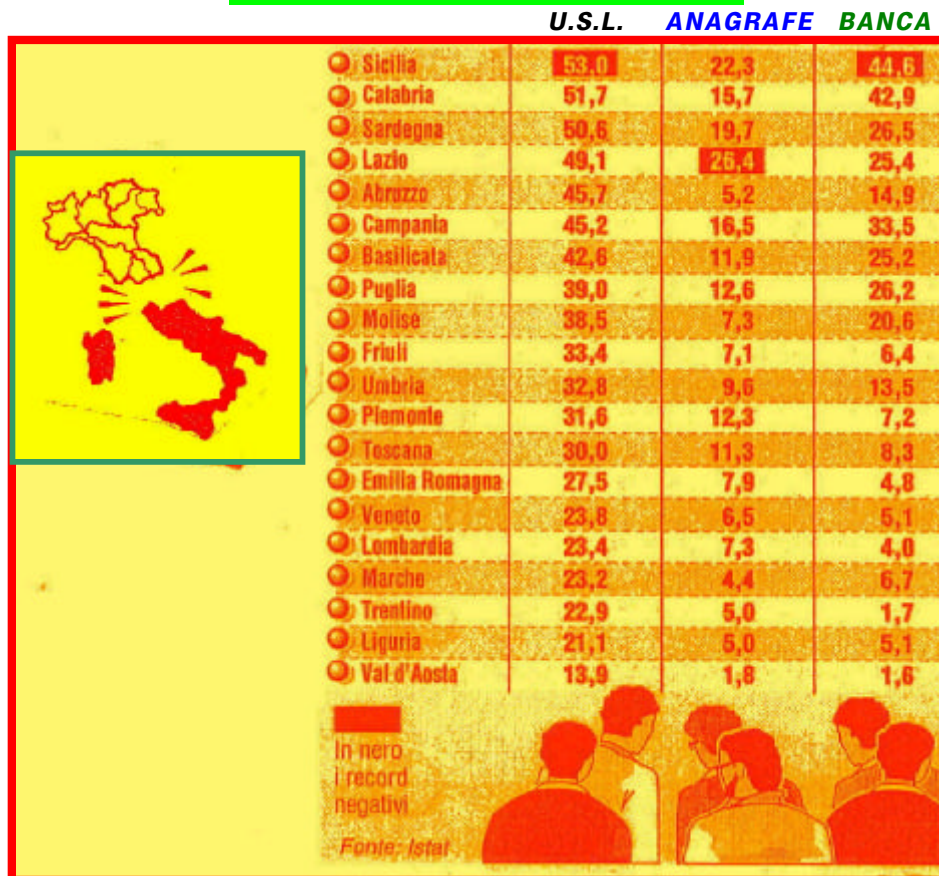 U.S.L. ANAGRAFE BANCA
Sicilia 53.0 22,3 44.6
Calabria 51,7 15,7 42,9
Sardegna 50,6 19,7 26,5
Lazio 49,1 26,4 25,4
Abruzzo 45,7 5,2 14,9
Campania 45,2 16,5 33,5
Basilicata 42,6 11,9 25,2
Puglia 39,0 12,6 26,2
Molise 38,5 7,3 20,6
Friuli 33,4 7,1 6,4
Umbria 32,8 9,6 13,5
Piemonte 31,6 12,3 7,2
Toscana 30,0 11,3 8,3
Emilia Romagna 27,5 7,9 4,8
Veneto 23,8 6,5 5,1
Lombardia 23,4 7,3 4,0
Marche 23,2 4,4 6,7
Trentino 22,9 5,0 1,7
Liguria 21,1 5,0 5,1
Val d'Aosta 13,9 1,8 1,6
In nero
i record
negativi
Fonte: Istat